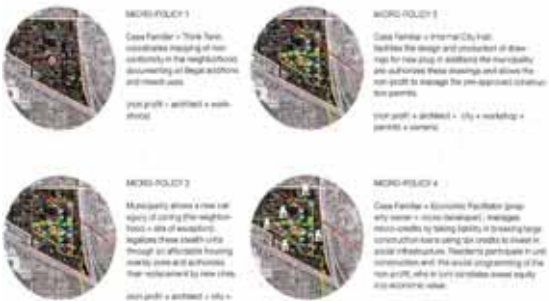 MICRO-POLICY 1
Casa Familiar = Think Tank:
coordinates mapping of non
conformity in the neighborhood,
documenting all illegal additions
and mixed uses.
(non profit + architect + work-
shops)
MICRO-POLICY 2
Municipality allows a new cat-
egory of zoning (the neighbor-
hood = site of exception),
legalizes these stealth units
through an affordable housing
overlay zone and authorizes
their replacement by new ones.
(non profit + architect + city +
MICRO-POLICY 3
Casa Familiar = Informal City Hall:
facilitates the design and production of draw-
ings for new plug in additions; the municipality
pre-authorizes these drawings and allows the
non profit to manage the pre-approved construc-
tion permits.
(non profit + architect + city + workshop +
permits + owners)
MICRO-POLICY 4
Casa Familiar = Economic Facilitator (prop-
erty owner = micro developer): manages
micro-credits by taking liability in breaking large
construction loans using tax credits to invest in
social infrastructure. Residents participate in unit
construction and the social programming of the
non profit, who in turn translates sweat equity
into economic value.